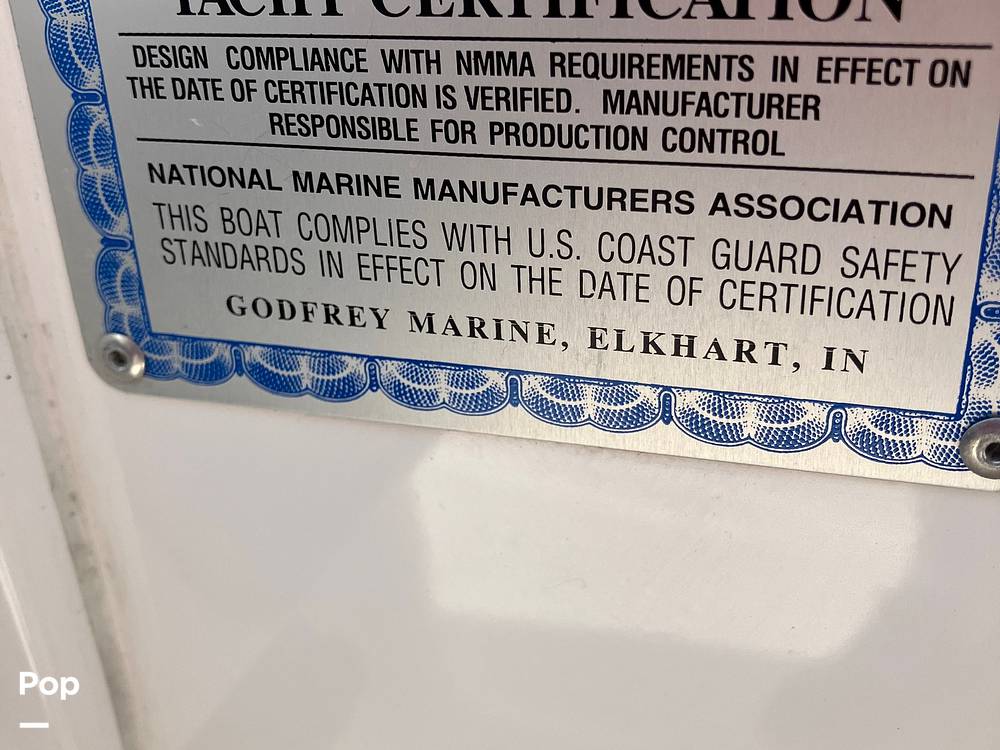 YACHT CERTIFICATION
DESIGN COMPLIANCE WITH NMMA REQUIREMENTS IN EFFECT ON
THE DATE OF CERTIFICATION IS VERIFIED. MANUFACTURER
RESPONSIBLE FOR PRODUCTION CONTROL
NATIONAL MARINE MANUFACTURERS ASSOCIATION
THIS BOAT COMPLIES WITH U.S. COAST GUARD SAFETY
STANDARDS IN EFFECT ON THE DATE OF CERTIFICATION
GODFREY MARINE, ELKHART, IN
Pop